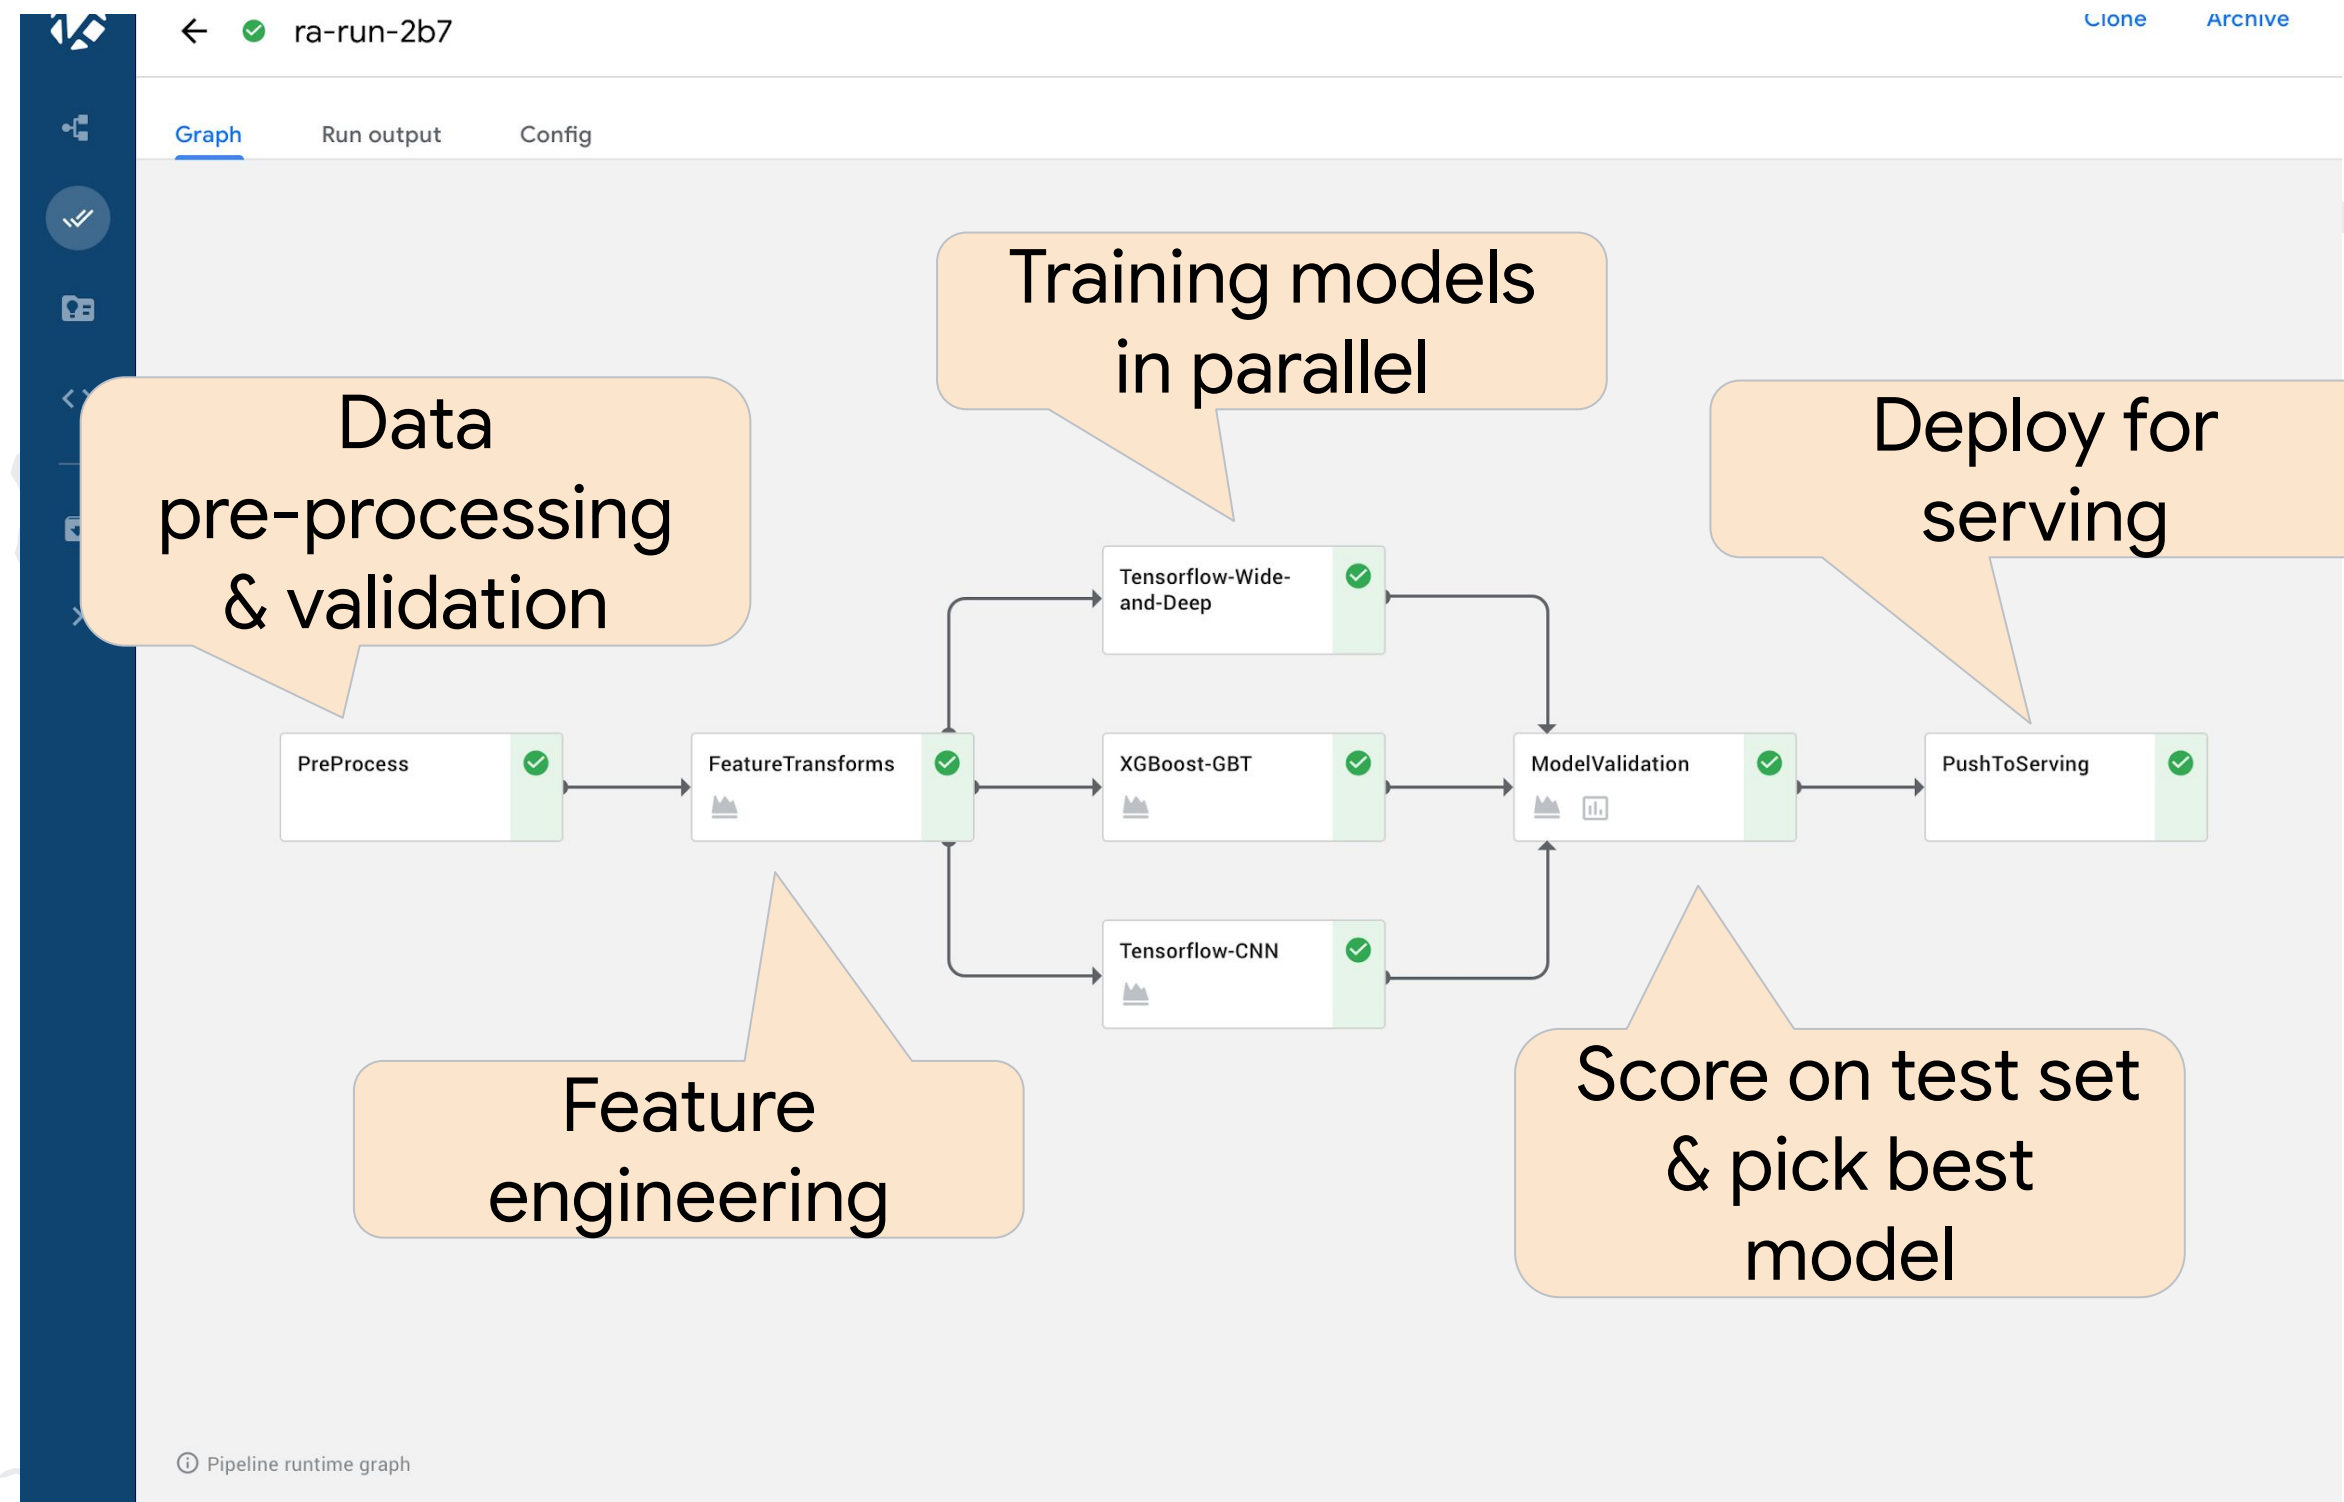 ra-run-2b7
Clone
Archive
Graph
Run output
Config
Training models
in parallel
Data
pre-processing
& validation
Deploy for
serving
Tensorflow-Wide-
and-Deep
PreProcess
FeatureTransforms
XGBoost-GBT
ModelValidation
PushToServing
Tensorflow-CNN
Feature
engineering
Score on test set
& pick best
model
Pipeline runtime graph